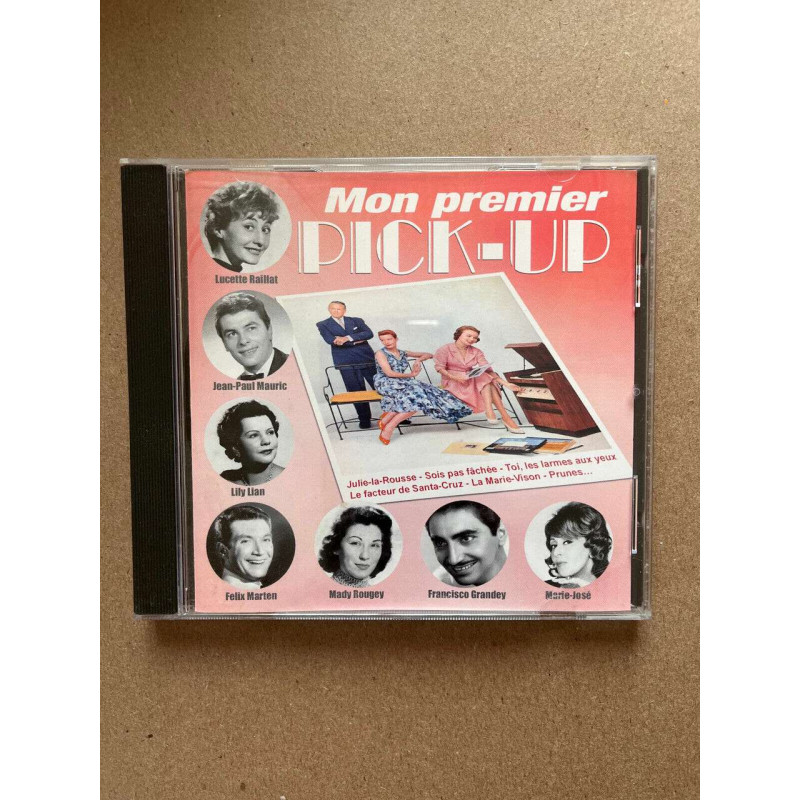 Mon premier
PICK-UP
Lucette Raillat
Jean-Paul Mauric
Lily Lian
Julie-la-Rousse - Sois pas fâchée - Toi, les larmes aux yeux
Le facteur de Santa-Cruz - La Marie-Vison - Prunes...
Felix Marten
Mady Rougey
Francisco Grandey
Marie-José